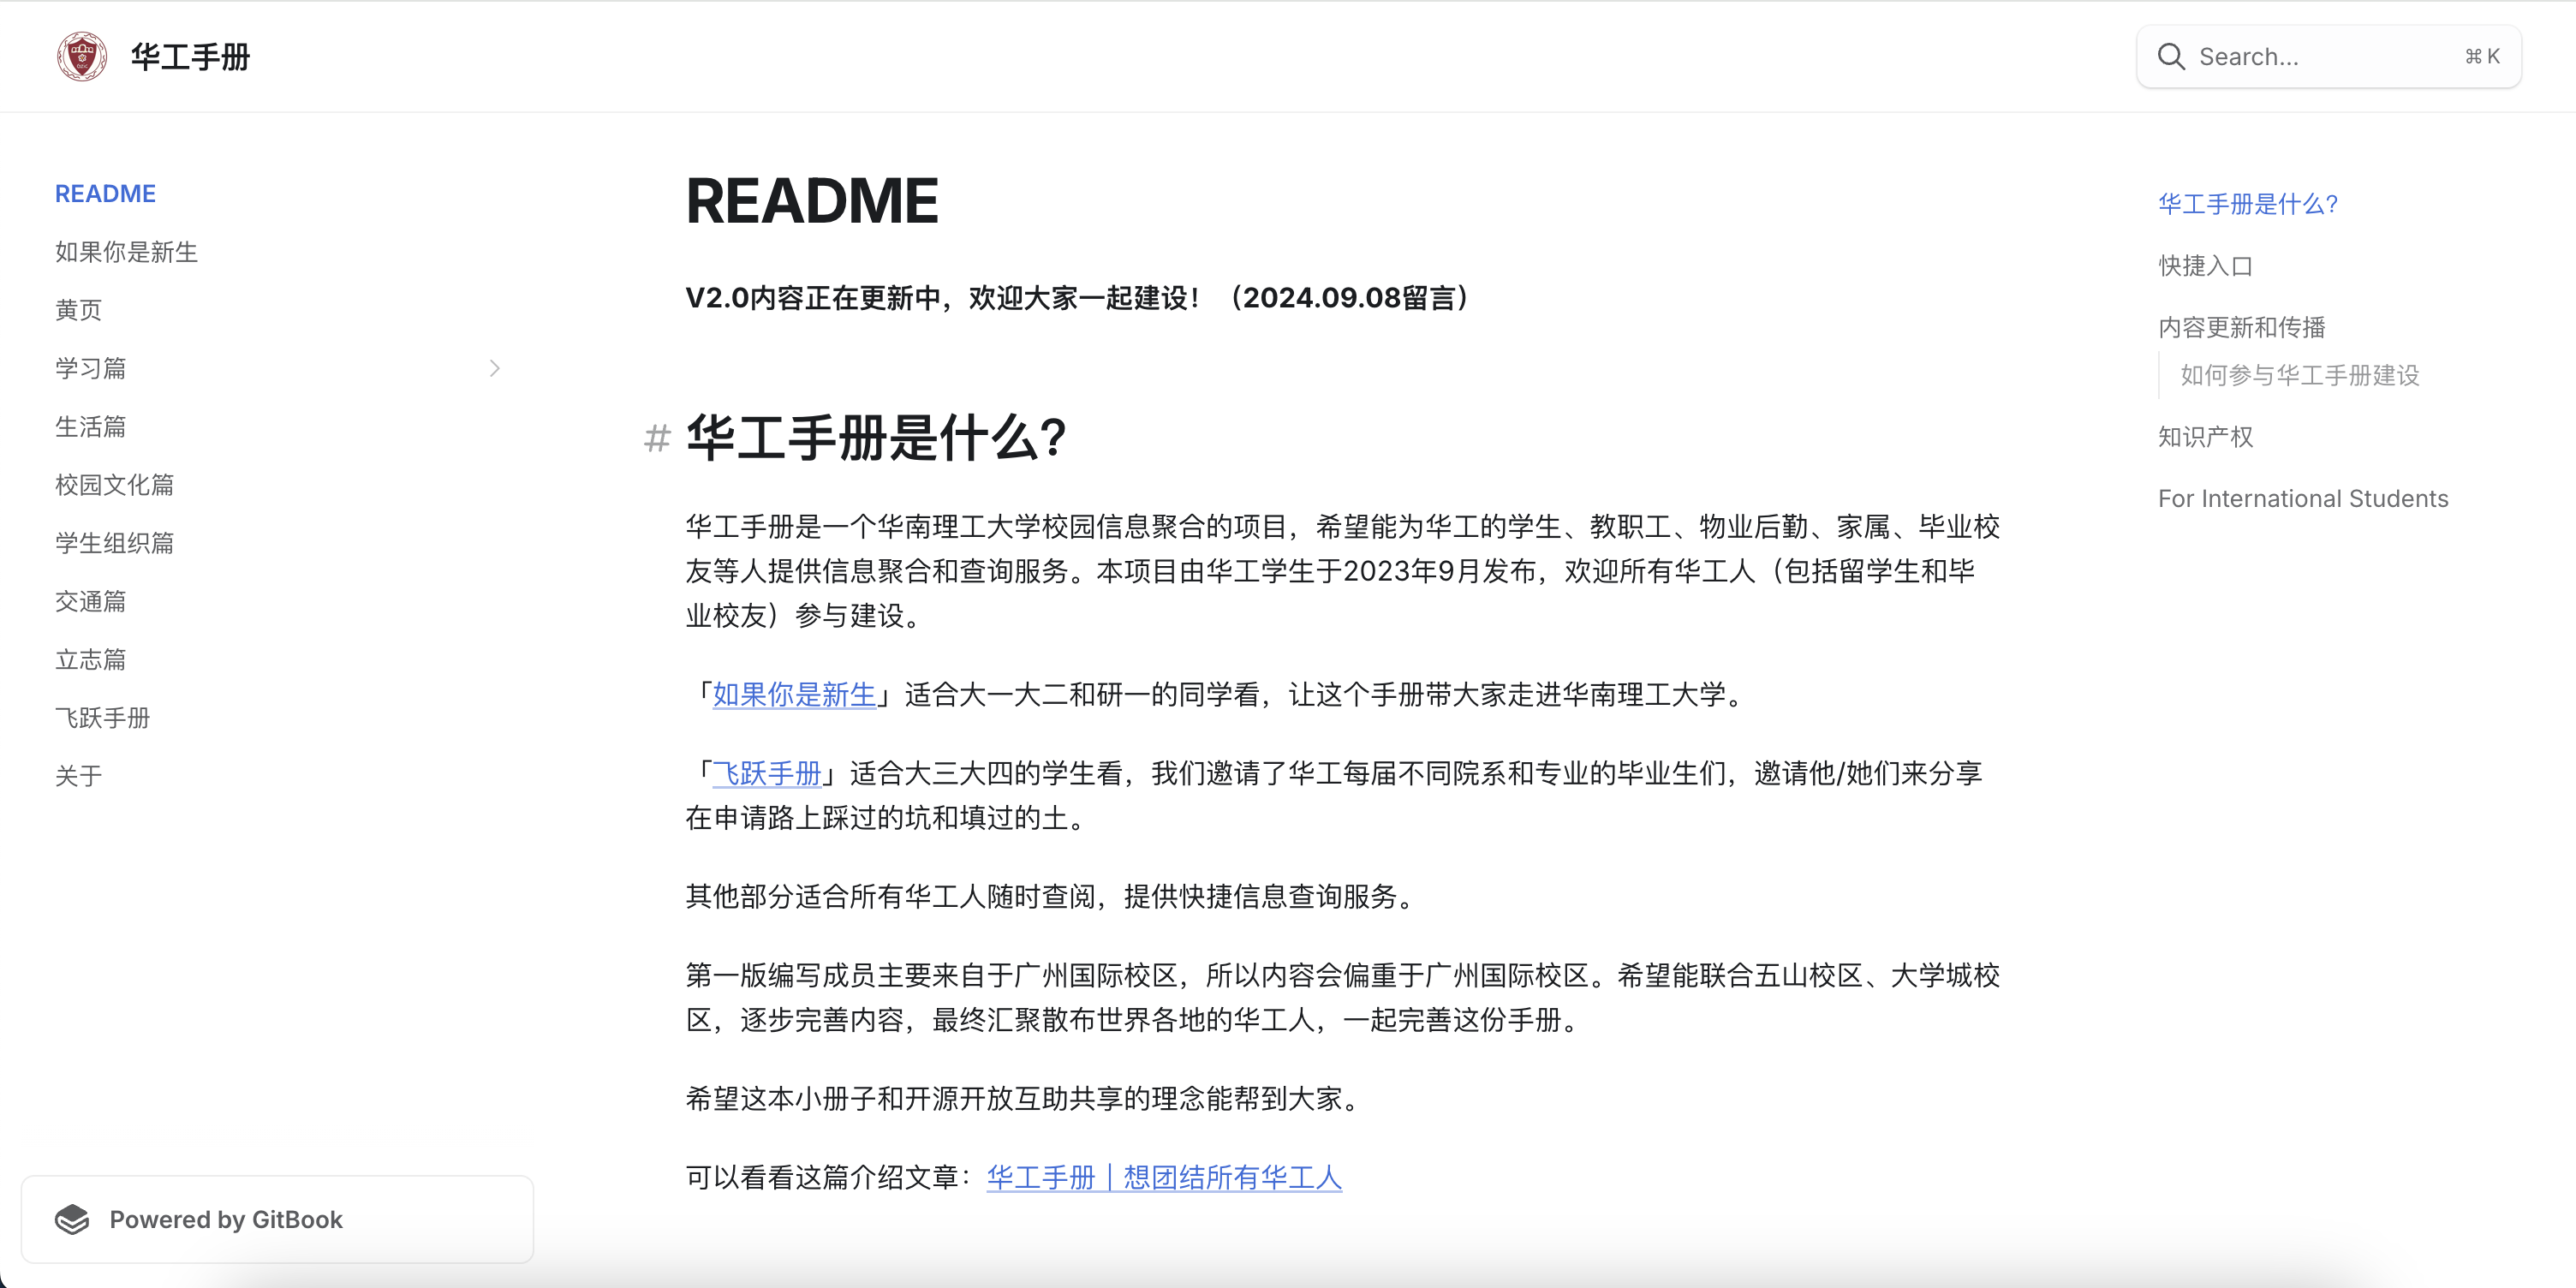 华工手册
Search...
⌘ K
README
如果你是新生
黄页
学习篇
生活篇
校园文化篇
学生组织篇
交通篇
立志篇
飞跃手册
关于
Powered by GitBook
README
V2.0内容正在更新中，欢迎大家一起建设！（2024.09.08留言）
# 华工手册是什么?
华工手册是一个华南理工大学校园信息聚合的项目，希望能为华工的学生、教职工、物业后勤、家属、毕业校
友等人提供信息聚合和查询服务。本项目由华工学生于2023年9月发布，欢迎所有华工人（包括留学生和毕
业校友）参与建设。
「如果你是新生」适合大一大二和研一的同学看，让这个手册带大家走进华南理工大学。
「飞跃手册」适合大三大四的学生看，我们邀请了华工每届不同院系和专业的毕业生们，邀请他/她们来分享
在申请路上踩过的坑和填过的土。
其他部分适合所有华工人随时查阅，提供快捷信息查询服务。
第一版编写成员主要来自于广州国际校区，所以内容会偏重于广州国际校区。希望能联合五山校区、大学城校
区，逐步完善内容，最终汇聚散布世界各地的华工人，一起完善这份手册。
希望这本小册子和开源开放互助共享的理念能帮到大家。
可以看看这篇介绍文章：华工手册｜想团结所有华工人
华工手册是什么?
快捷入口
内容更新和传播
如何参与华工手册建设
知识产权
For International Students